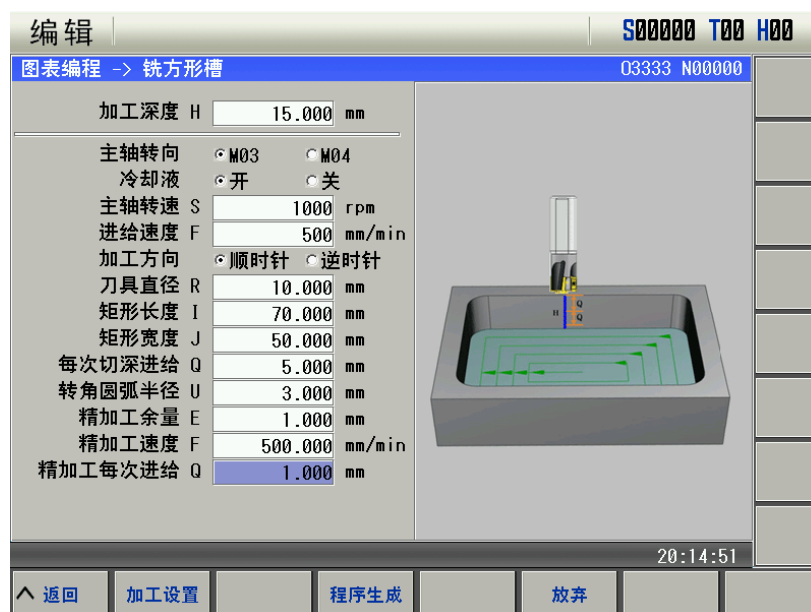 编辑 S00000 T00 H00
图表编程 -> 铣方形槽 O3333 N00000
加工深度 H 15.000 mm
主轴转向 M03 M04
冷却液 开 关
主轴转速 S 1000 rpm
进给速度 F 500 mm/min
加工方向 顺时针 逆时针
刀具直径 R 10.000 mm
矩形长度 I 70.000 mm
矩形宽度 J 50.000 mm
每次切深进给 Q 5.000 mm
转角圆弧半径 U 3.000 mm
精加工余量 E 1.000 mm
精加工速度 F 500.000 mm/min
精加工每次进给 Q 1.000 mm
Q
H Q
20:14:51
返回 加工设置 程序生成 放弃